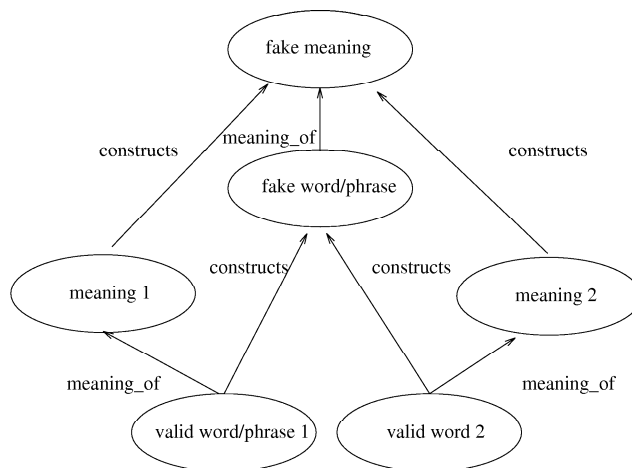 fake meaning
meaning_of
constructs
constructs
fake word/phrase
constructs
constructs
meaning 1
meaning 2
meaning_of
meaning_of
valid word/phrase 1
valid word 2